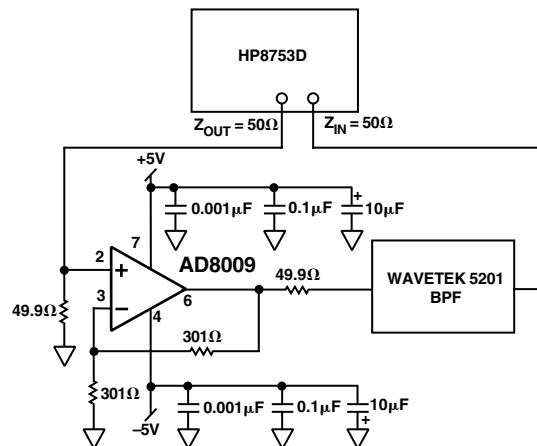 HP8753D
Z_OUT = 50Ω
Z_IN = 50Ω
+5V
+
0.001μF
0.1μF
10μF
7
2
+
AD8009
WAVETEK 5201
BPF
49.9Ω
3
–
6
49.9Ω
4
301Ω
301Ω
0.001μF
0.1μF
10μF
+
–5V